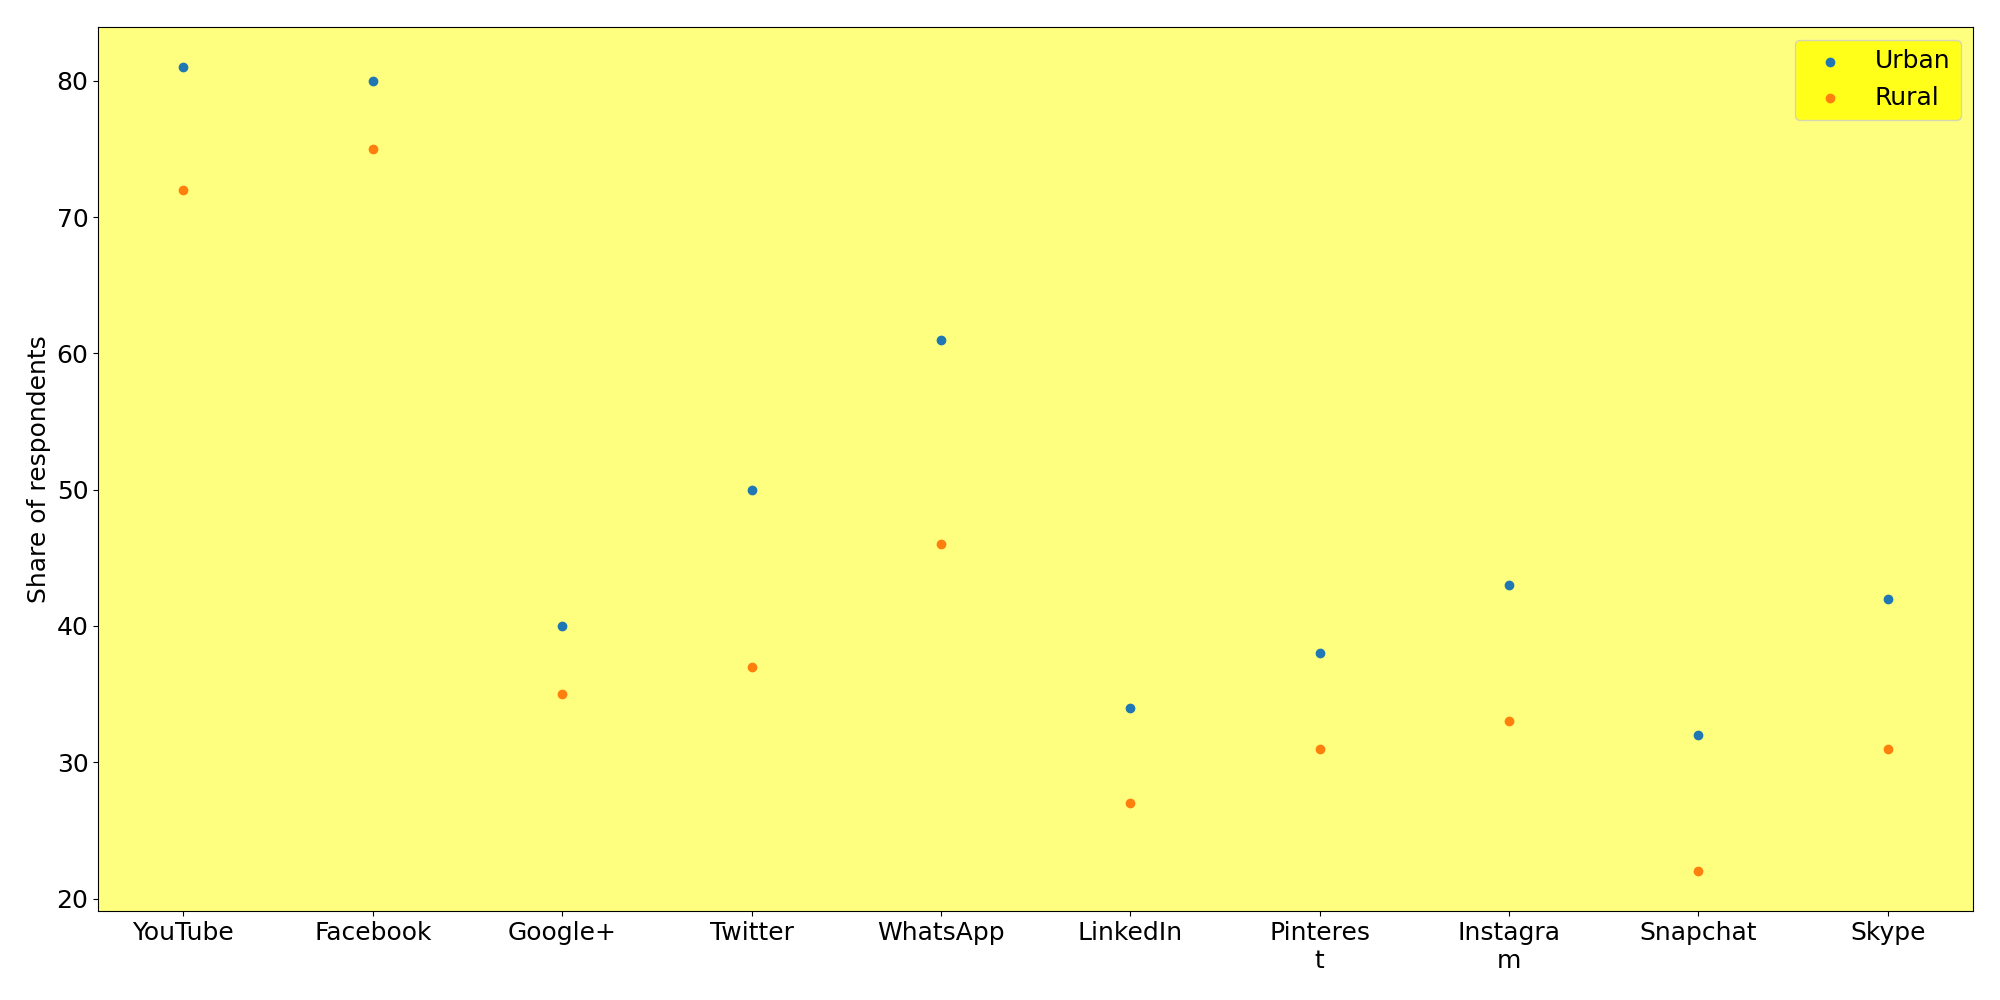 Urban
Rural
Share of respondents
80
70
60
50
40
30
20
YouTube
Facebook
Google+
Twitter
WhatsApp
LinkedIn
Pinteres
t
Instagra
m
Snapchat
Skype